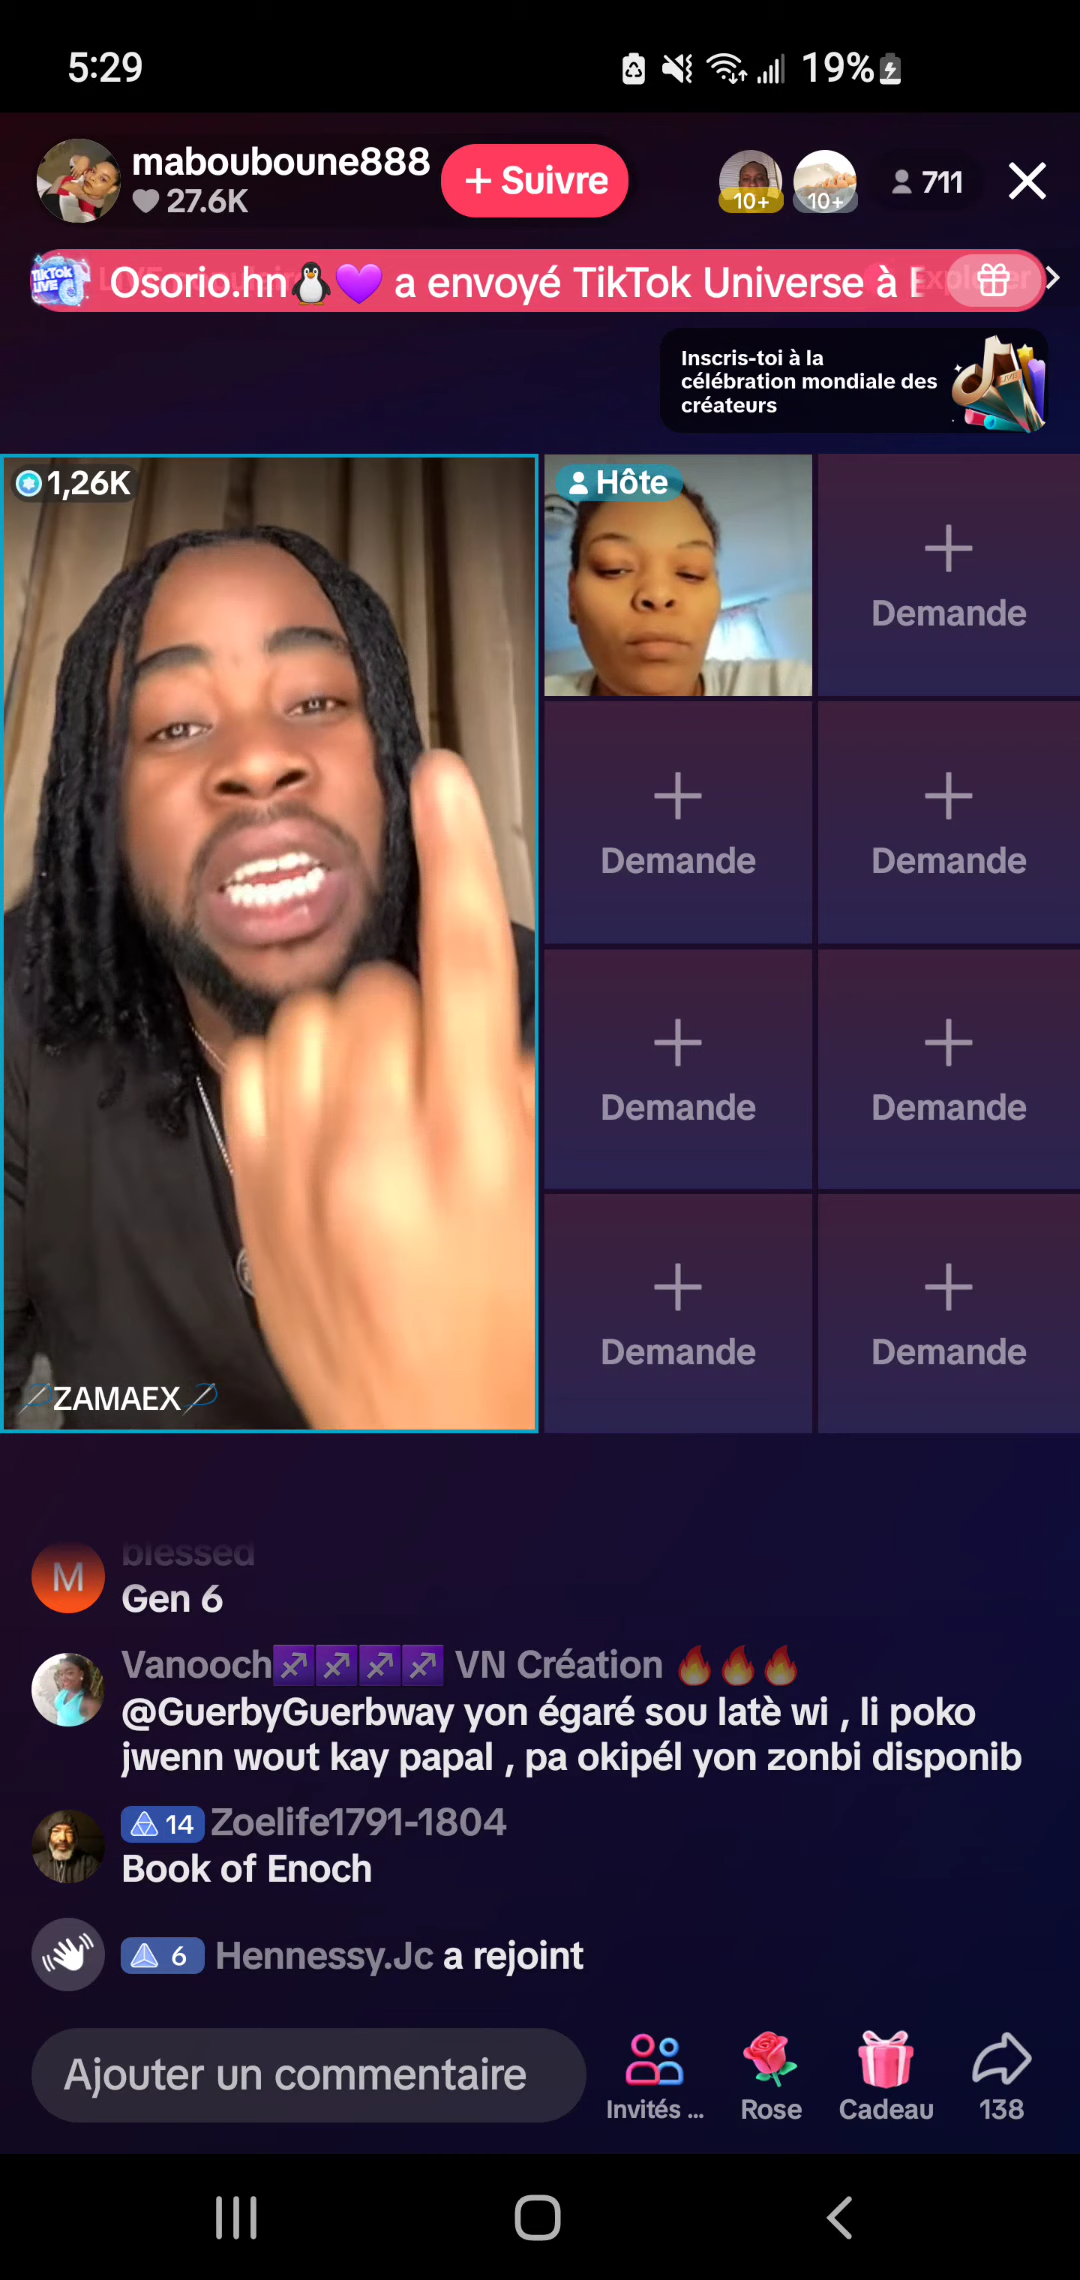 5:29
19%
mabouboune888
27.6K
+ Suivre
10+
10+
711
TikTok LIVE
Osorio.hn🐧💜 a envoyé TikTok Universe à
Inscris-toi à la
célébration mondiale des
créateurs
1,26K
Hôte
Demande
Demande
Demande
Demande
Demande
Demande
Demande
ZAMAEX
blessed
M
Gen 6
Vanooch♐♐♐♐ VN Création 🔥🔥🔥
@GuerbyGuerbway yon égaré sou latè wi , li poko
jwenn wout kay papal , pa okipél yon zonbi disponib
14 Zoelife1791-1804
Book of Enoch
6 Hennessy.Jc a rejoint
Ajouter un commentaire
Invités ...
Rose
Cadeau
138